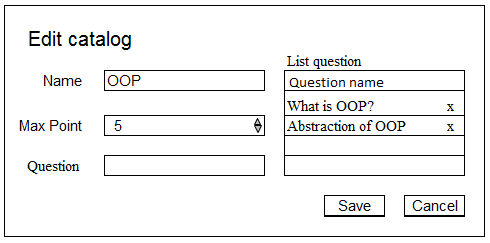 Edit catalog
List question
Name OOP
Question name
What is OOP? x
Max Point 5
Abstraction of OOP x
Question
Save Cancel